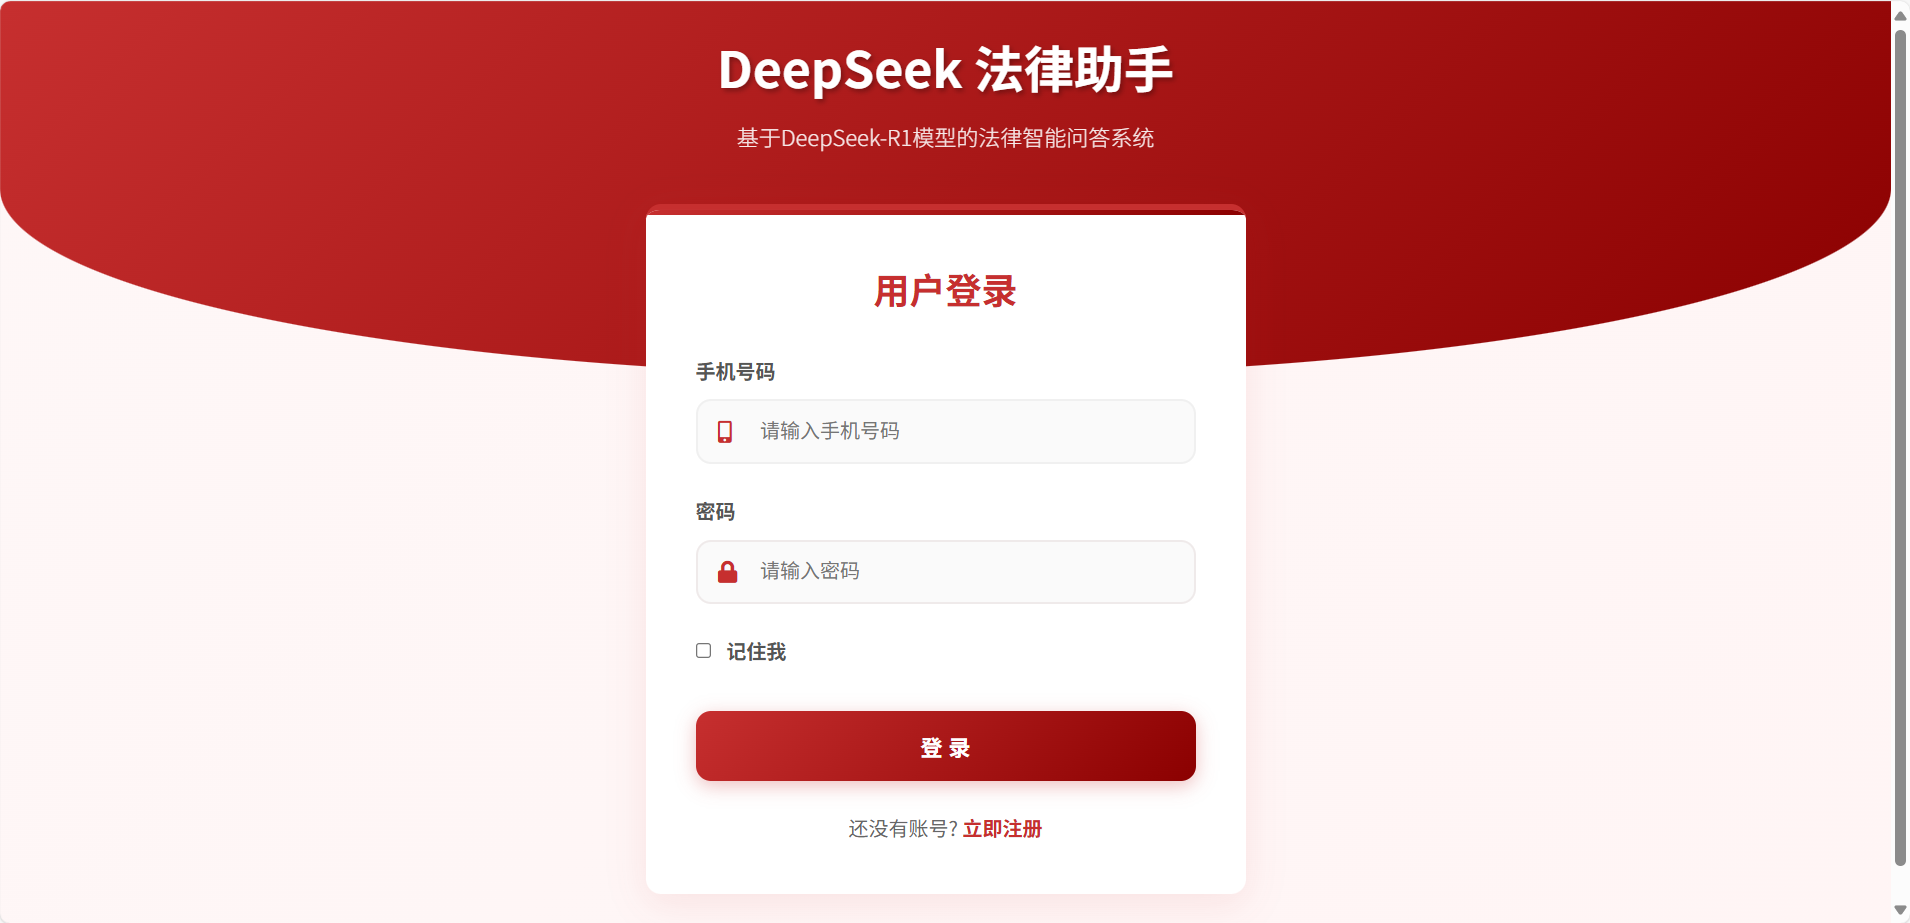 DeepSeek 法律助手
基于DeepSeek-R1模型的法律智能问答系统
用户登录
手机号码
请输入手机号码
密码
请输入密码
记住我
登 录
还没有账号? 立即注册